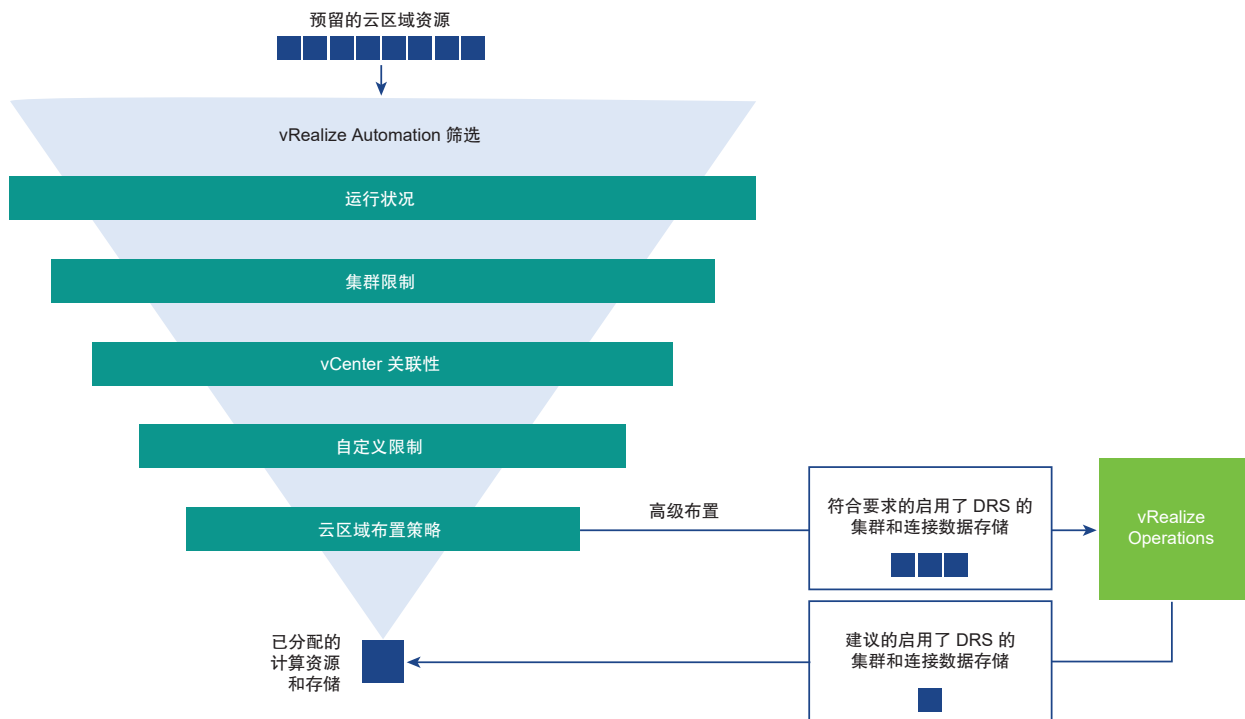 预留的云区域资源
vRealize Automation 筛选
运行状况
集群限制
vCenter 关联性
自定义限制
云区域布置策略
高级布置
符合要求的启用了 DRS 的
集群和连接数据存储
vRealize
Operations
已分配的
计算资源
和存储
建议的启用了 DRS 的
集群和连接数据存储